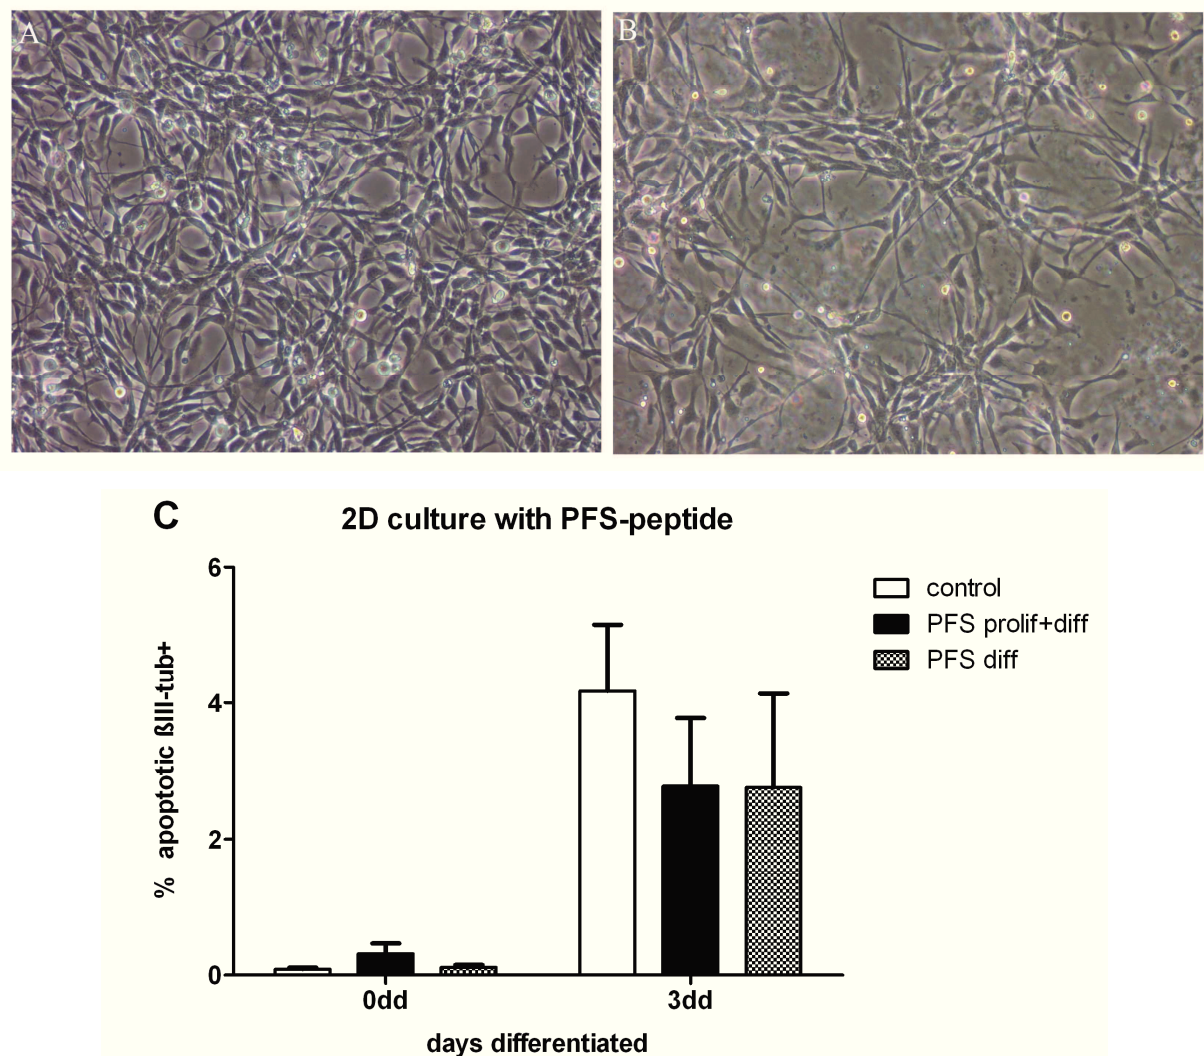 A
B
C
2D culture with PFS-peptide
% apoptotic ßIII-tub+
6
4
2
0
control
PFS prolif+diff
PFS diff
0dd
3dd
days differentiated